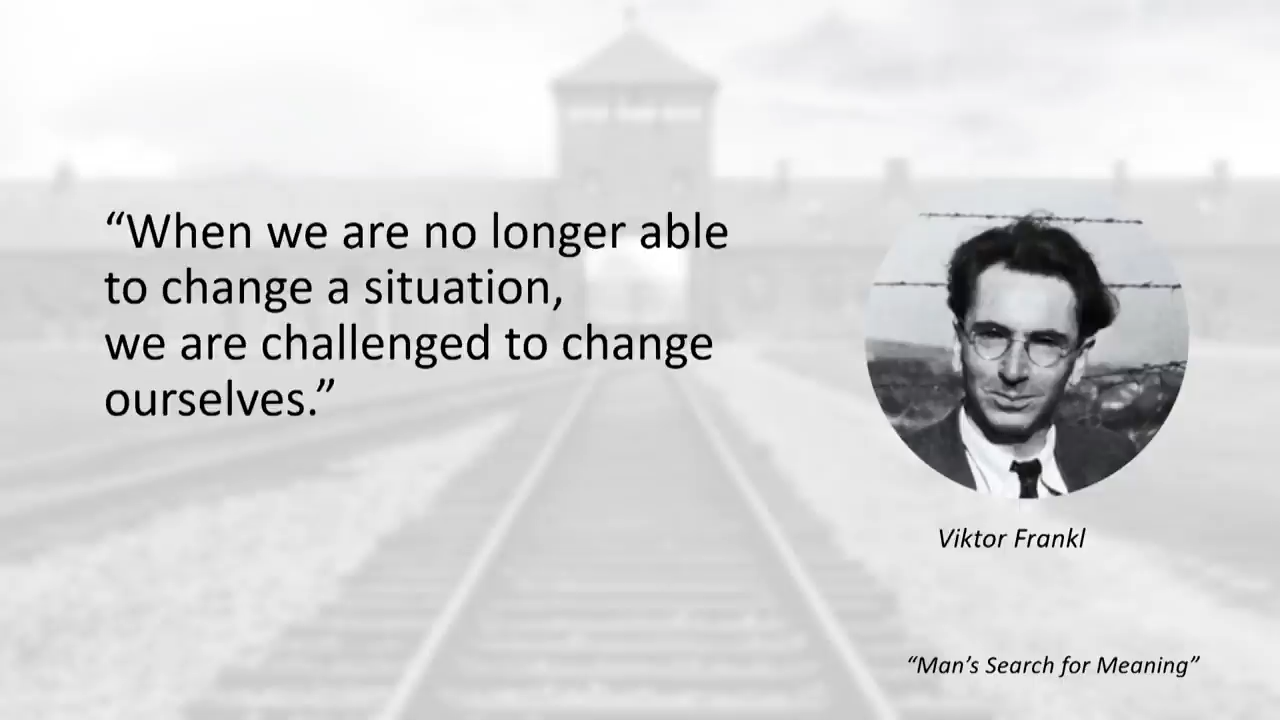 “When we are no longer able
to change a situation,
we are challenged to change
ourselves.”
Viktor Frankl
“Man’s Search for Meaning”